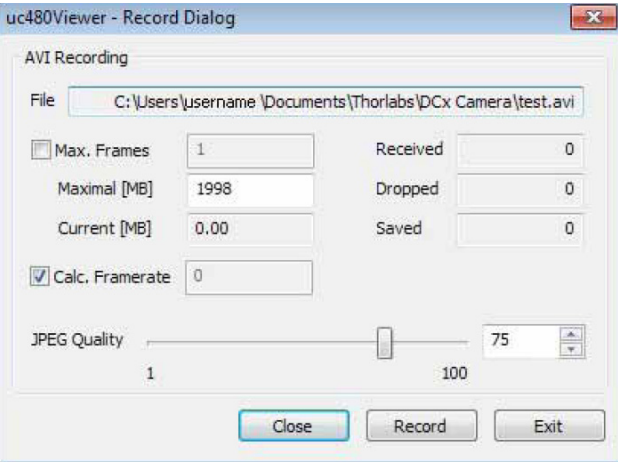 uc480Viewer - Record Dialog
AVI Recording
File C:\Users\username \Documents\Thorlabs\DCx Camera\test.avi
Max. Frames 1 Received 0
Maximal [MB] 1998 Dropped 0
Current [MB] 0.00 Saved 0
Calc. Framerate 0
JPEG Quality 75
1 100
Close Record Exit